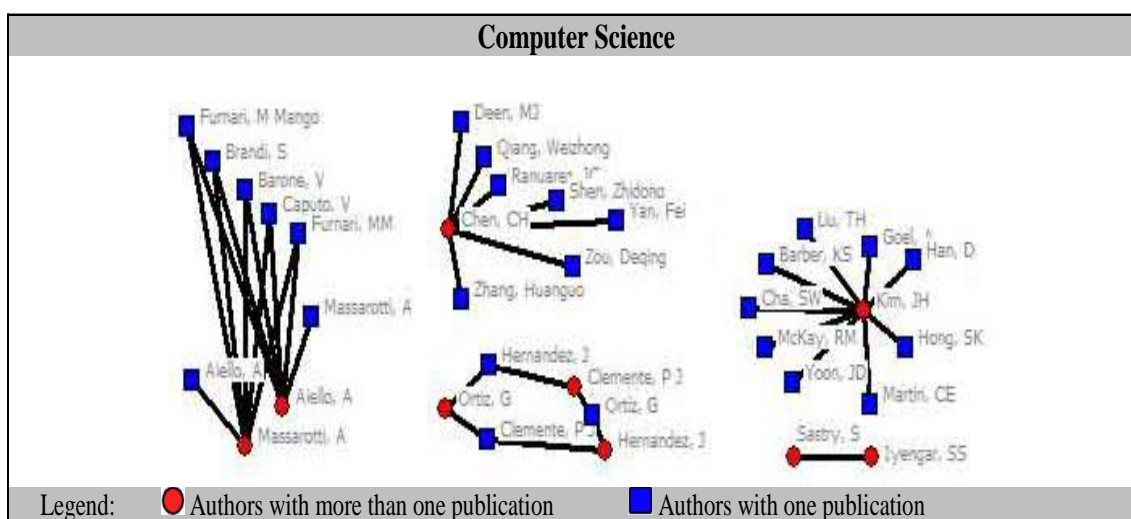 Computer Science
Furnari, M Mango
Brandi, S
Barone, V
Caputo, V
Furnari, MM
Massarotti, A
Aiello, A
Aiello, A
Massarotti, A
Deen, MJ
Qiang, Weizhong
Shen, Zhidong
Chen, CH
Yan, Fei
Zou, Deqing
Zhang, Huanguo
Hernandez, J
Clemente, P J
Ortiz, G
Ortiz, G
Clemente, P J
Hernandez, J
Liu, TH
Goel, A
Barber, KS
Han, D
Cha, SW
Kim, JH
McKay, RM
Hong, SK
Yoon, JD
Martin, CE
Sastry, S
Iyengar, SS
Legend: Authors with more than one publication Authors with one publication